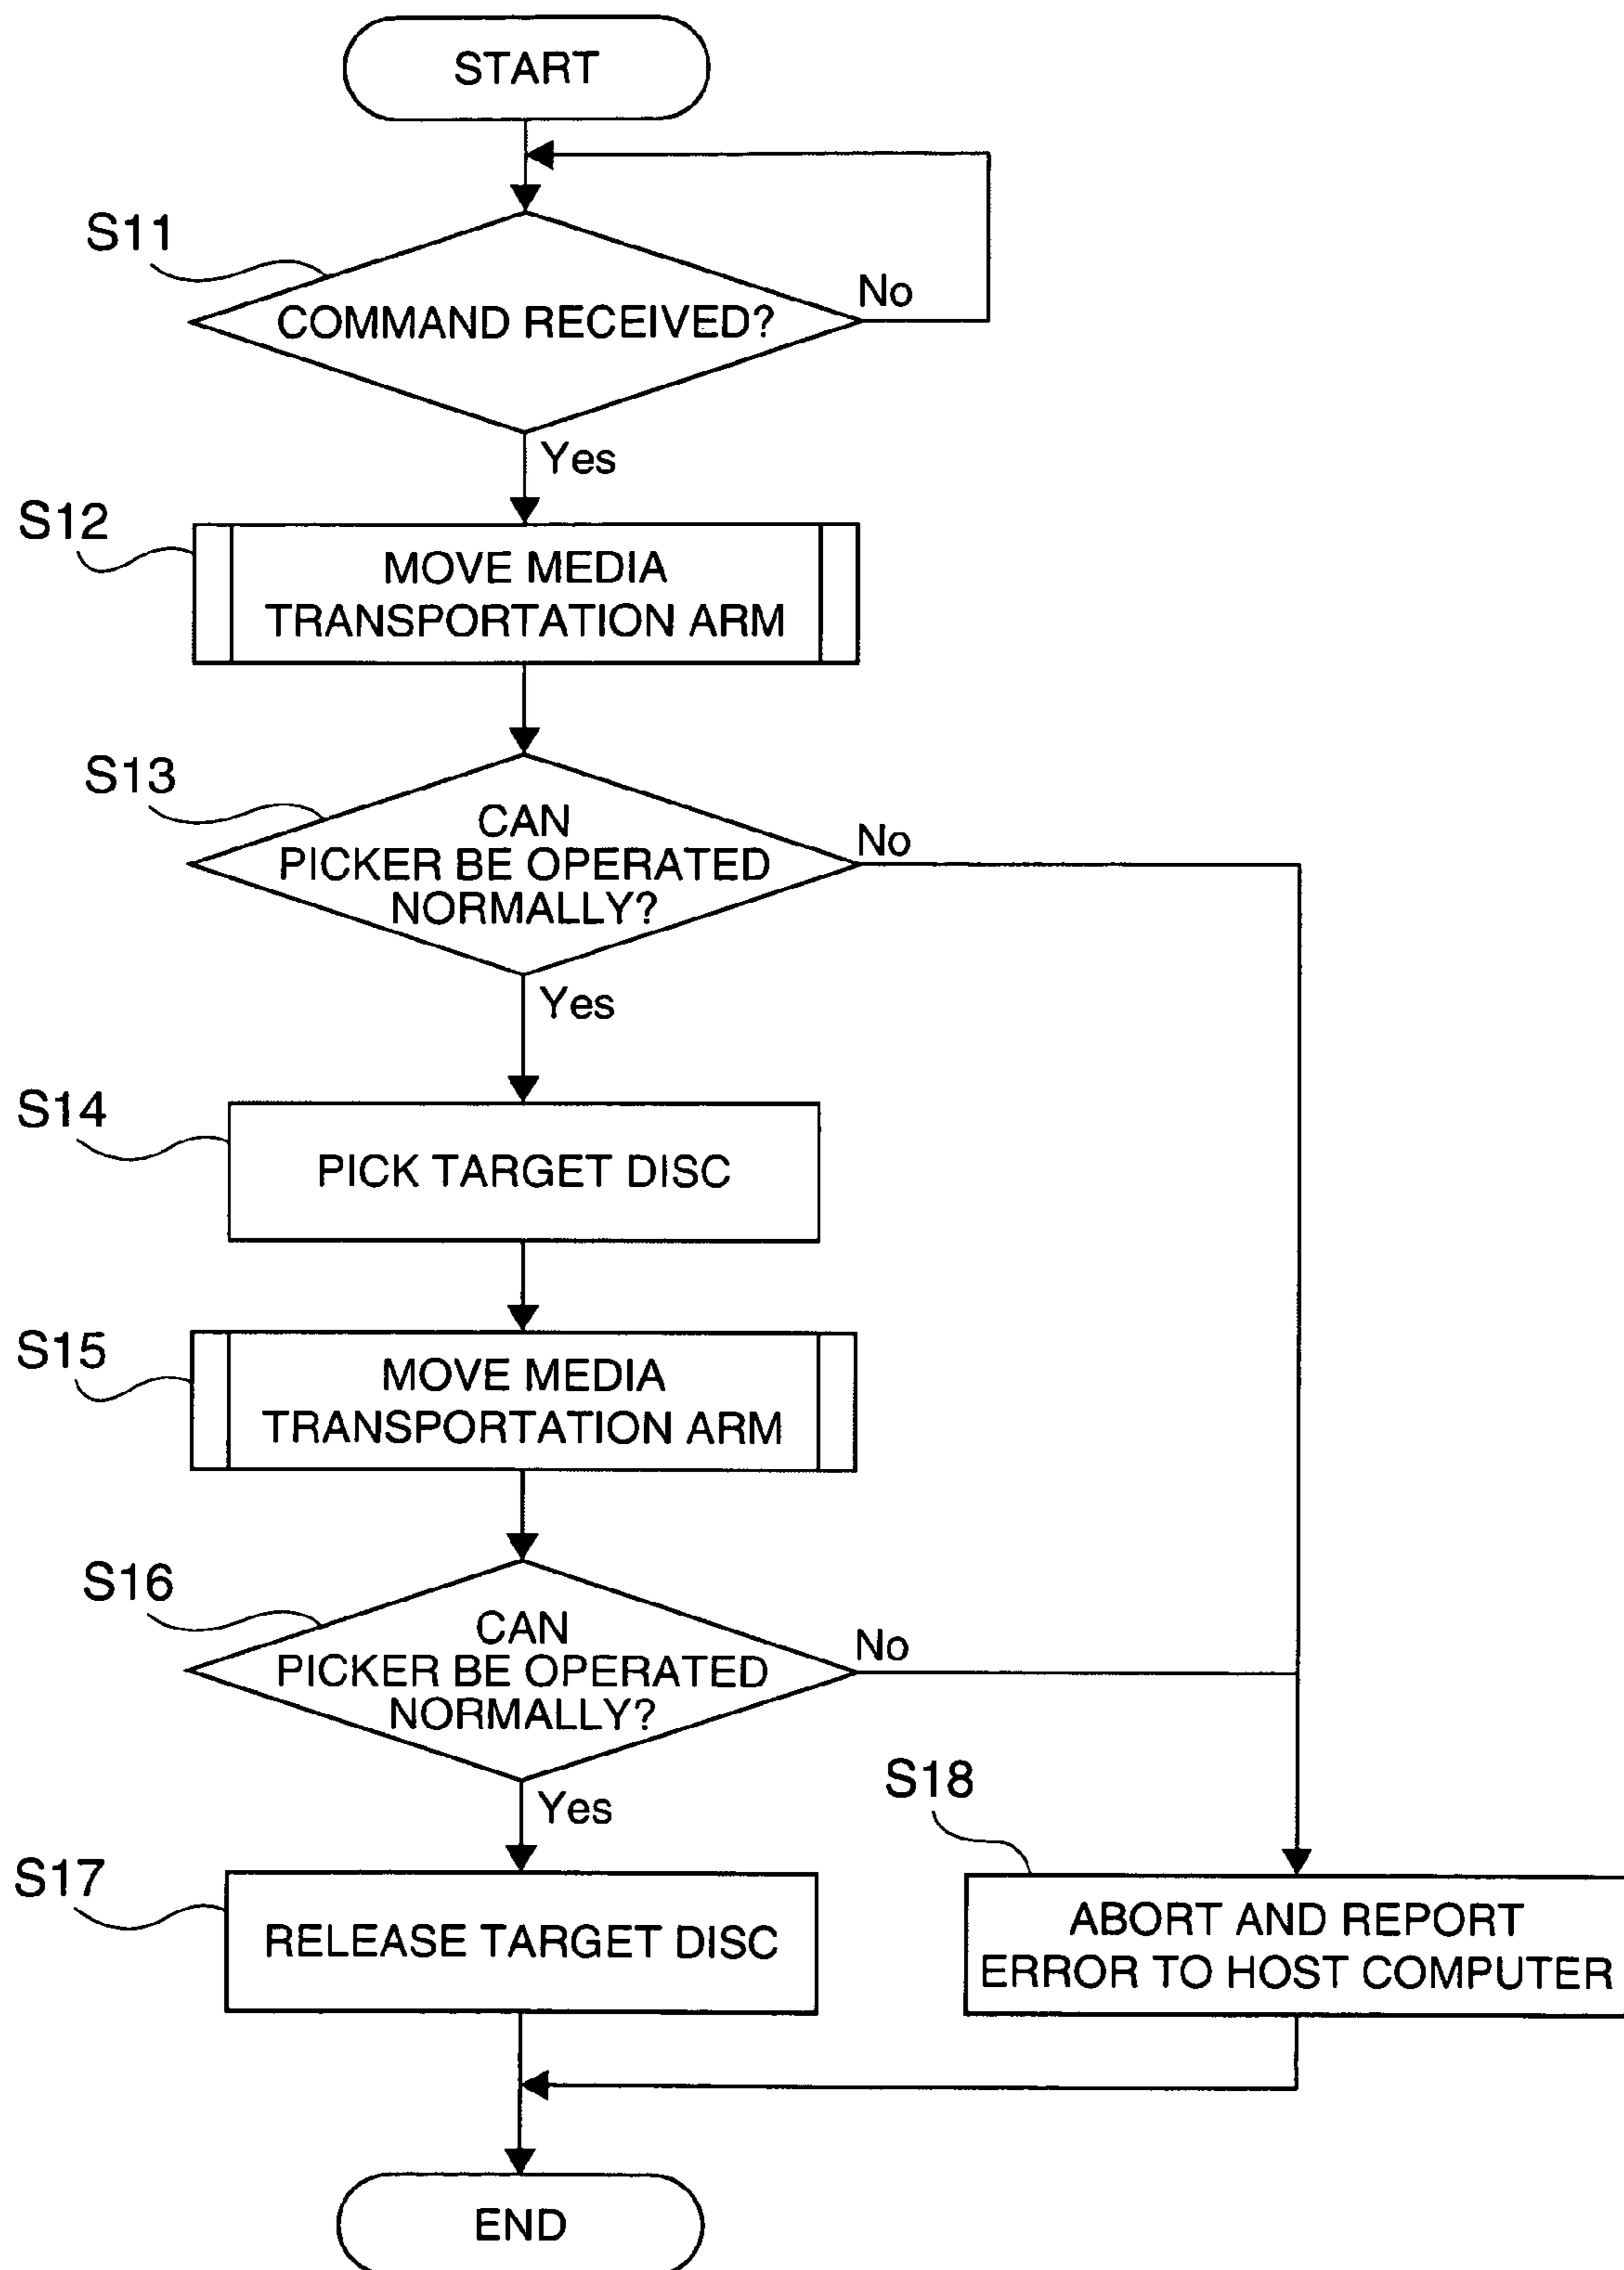 START
S11
COMMAND RECEIVED?
No
Yes
S12
MOVE MEDIA
TRANSPORTATION ARM
S13
CAN
PICKER BE OPERATED
NORMALLY?
No
Yes
S14
PICK TARGET DISC
S15
MOVE MEDIA
TRANSPORTATION ARM
S16
CAN
PICKER BE OPERATED
NORMALLY?
No
Yes
S17
RELEASE TARGET DISC
S18
ABORT AND REPORT
ERROR TO HOST COMPUTER
END